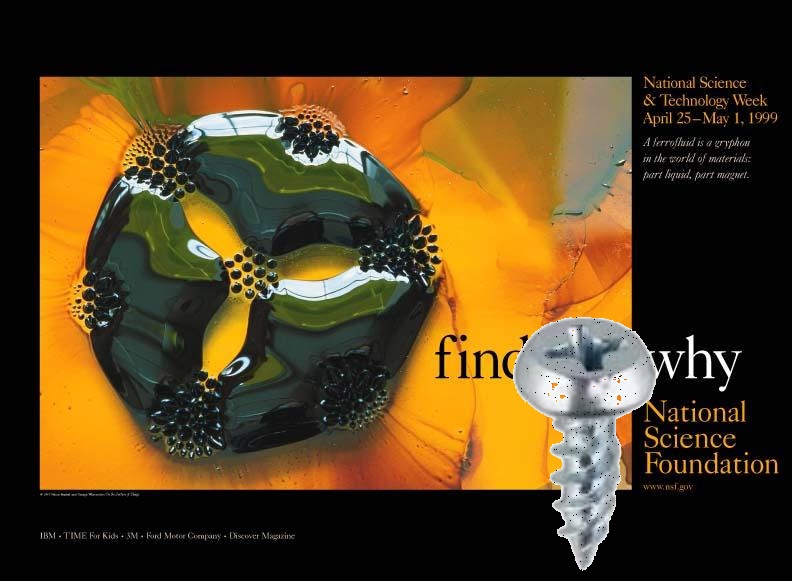 National Science
& Technology Week
April 25–May 1, 1999
A ferrofluid is a gryphon
in the world of materials:
part liquid, part magnet.
find why
National
Science
Foundation
www.nsf.gov
IBM • TIME For Kids • 3M • Ford Motor Company • Discover Magazine